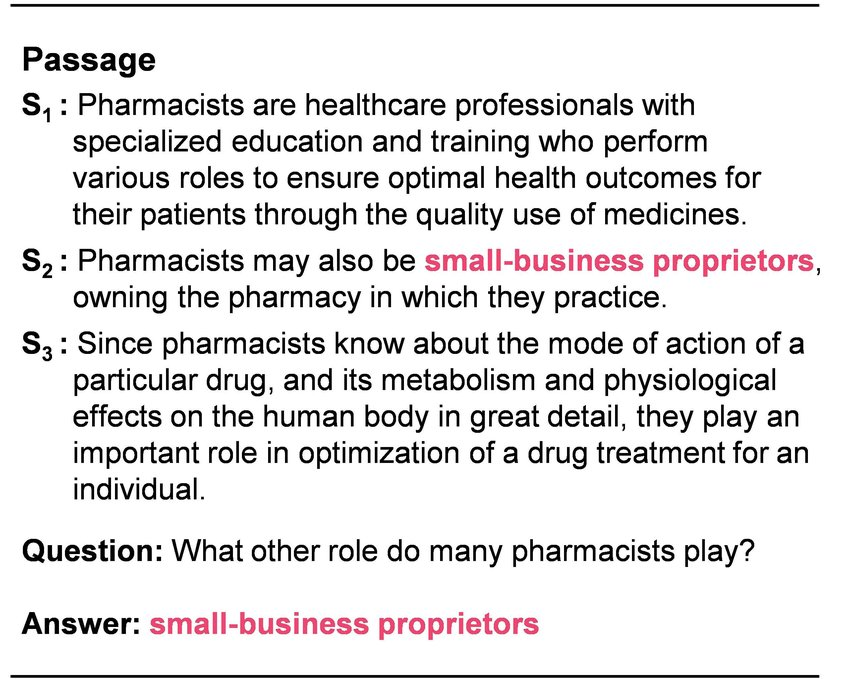 Passage
S1 : Pharmacists are healthcare professionals with
specialized education and training who perform
various roles to ensure optimal health outcomes for
their patients through the quality use of medicines.
S2 : Pharmacists may also be small-business proprietors,
owning the pharmacy in which they practice.
S3 : Since pharmacists know about the mode of action of a
particular drug, and its metabolism and physiological
effects on the human body in great detail, they play an
important role in optimization of a drug treatment for an
individual.
Question: What other role do many pharmacists play?
Answer: small-business proprietors